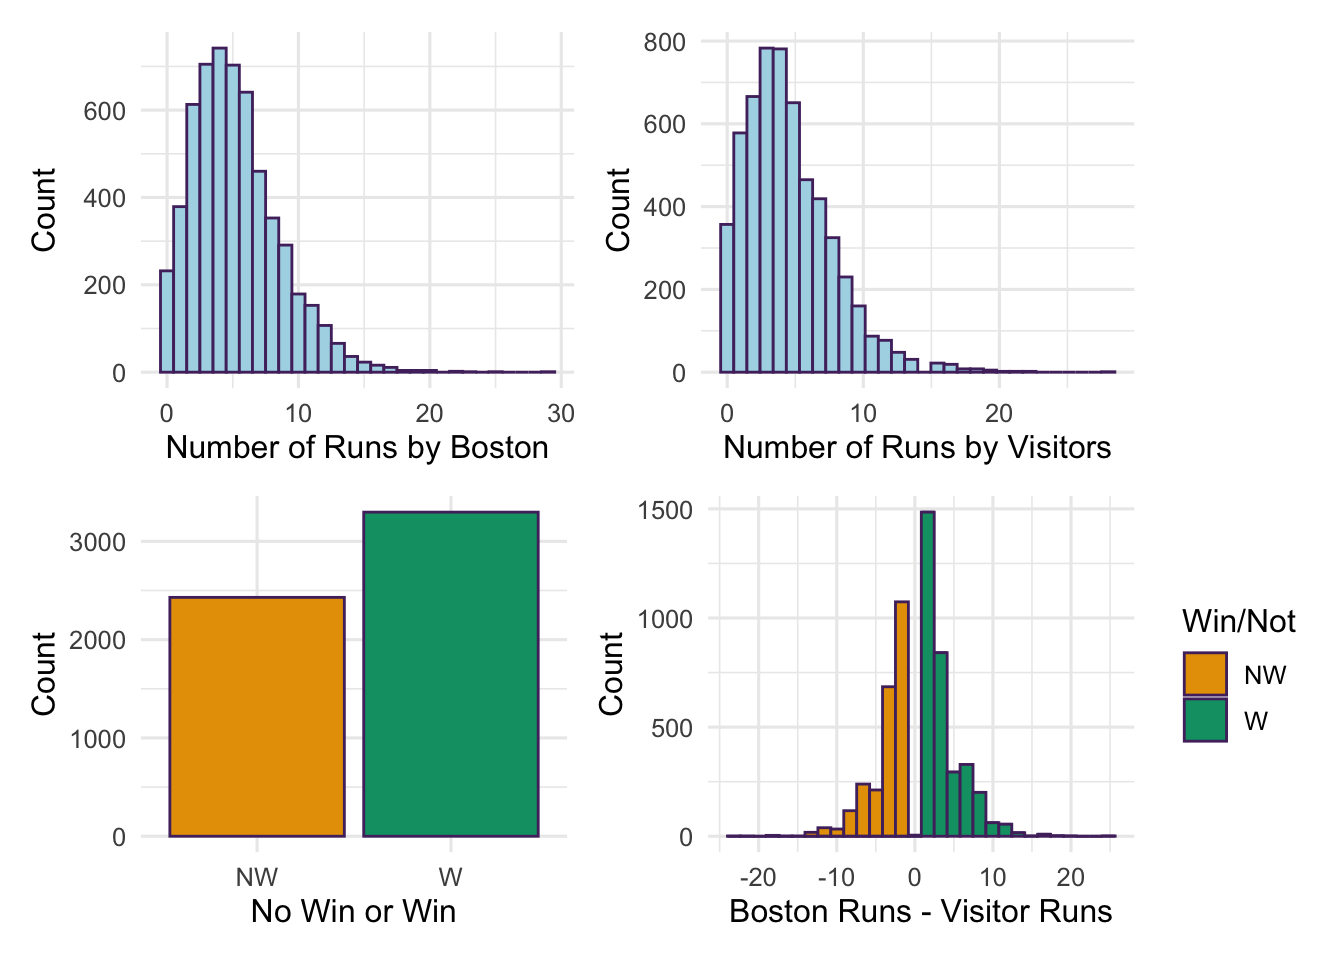 Count
600
400
200
0
0
10
20
30
Number of Runs by Boston
Count
800
600
400
200
0
0
10
20
Number of Runs by Visitors
Count
3000
2000
1000
0
NW
W
No Win or Win
Count
1500
1000
500
0
-20
-10
0
10
20
Boston Runs - Visitor Runs
Win/Not
NW
W